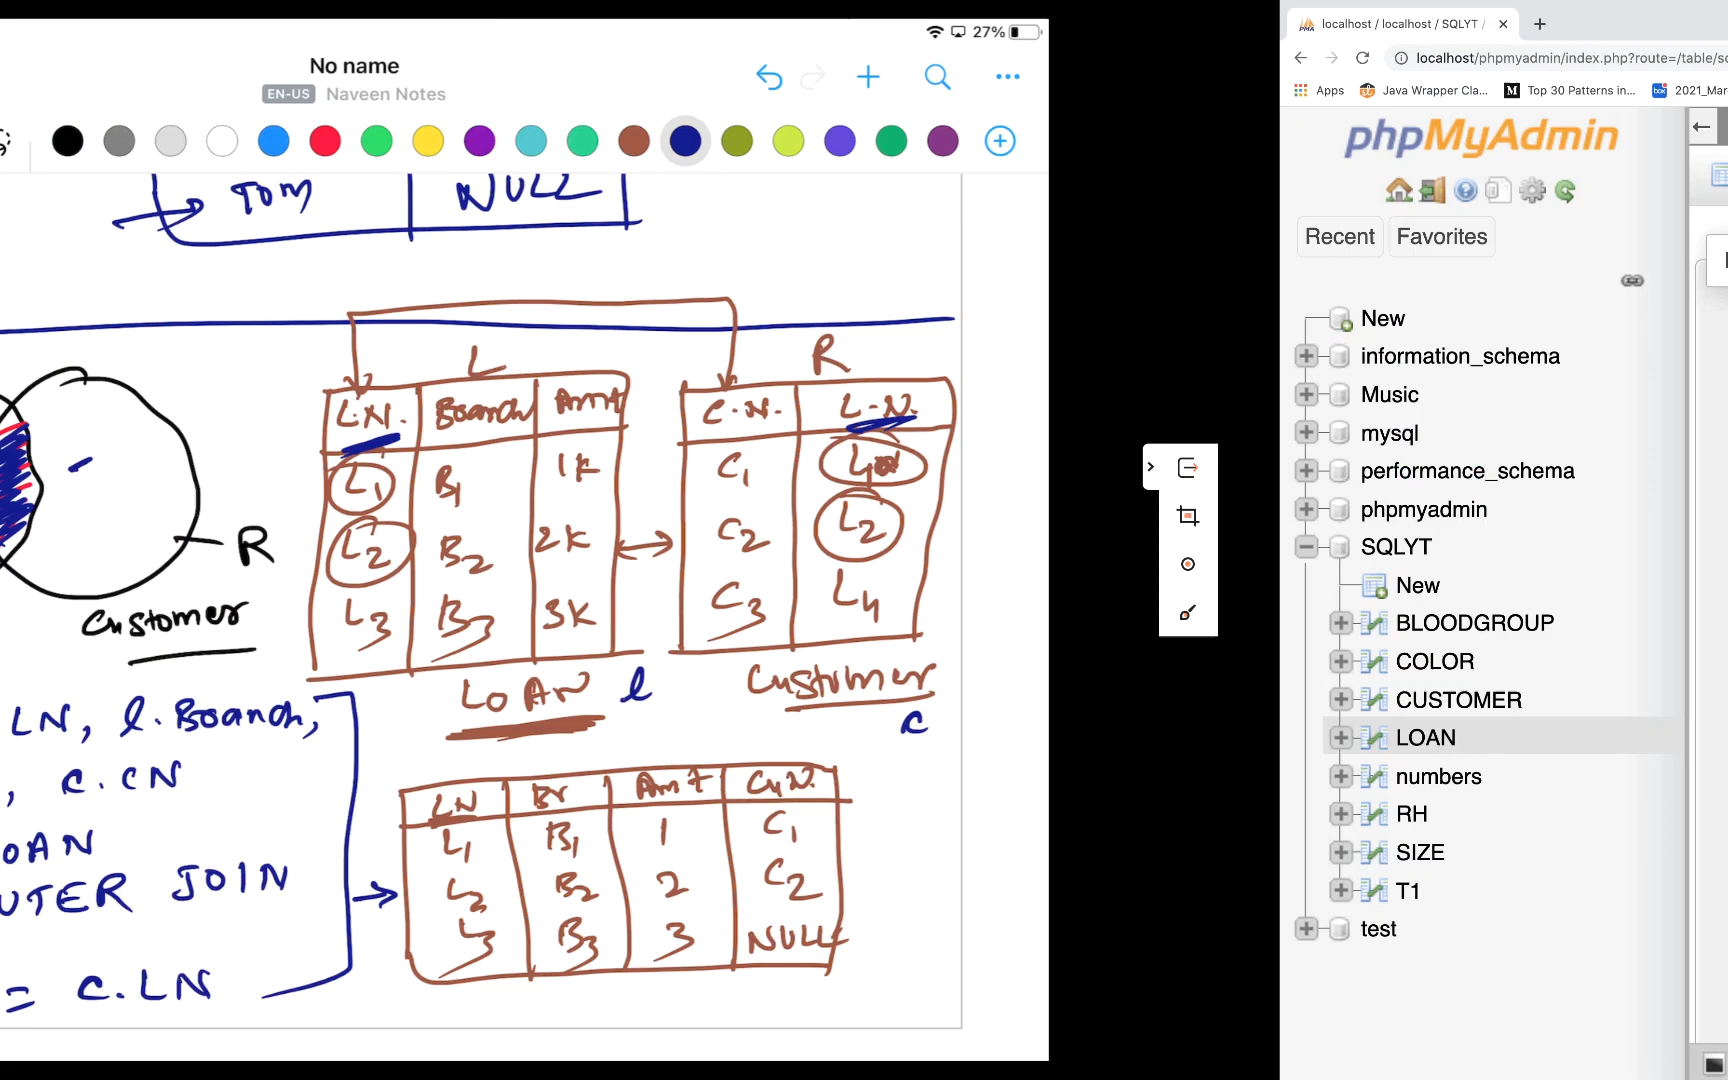 27%
No name
EN-US Naveen Notes
TOM NULL
L R
L.N. Branch Amt
L1 B1 1K
L2 B2 2K
L3 B3 3K
C.N. L.N.
C1
C2 L2
C3 L4
R
Customer
LOAN l
Customer
C
LN, l. Branch,
, C.CN
OAN
UTER JOIN
= C.LN
LN Br Amt
L1 B1 1 C1
L2 B2 2 C2
L3 B3 3 NULL
localhost / localhost / SQLYT /
localhost/phpmyadmin/index.php?route=/table/s
Apps Java Wrapper Cla... Top 30 Patterns in... 2021_Mar
phpMyAdmin
Recent Favorites
New
information_schema
Music
mysql
performance_schema
phpmyadmin
SQLYT
New
BLOODGROUP
COLOR
CUSTOMER
LOAN
numbers
RH
SIZE
T1
test